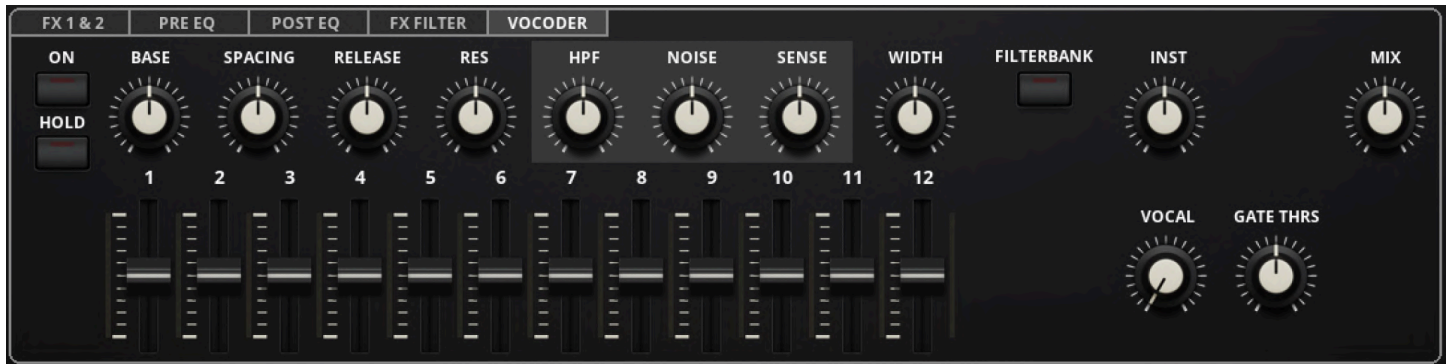 FX 1 & 2 PRE EQ POST EQ FX FILTER VOCODER
ON BASE SPACING RELEASE RES HPF NOISE SENSE WIDTH FILTERBANK INST MIX
HOLD
1 2 3 4 5 6 7 8 9 10 11 12
VOCAL GATE THRS